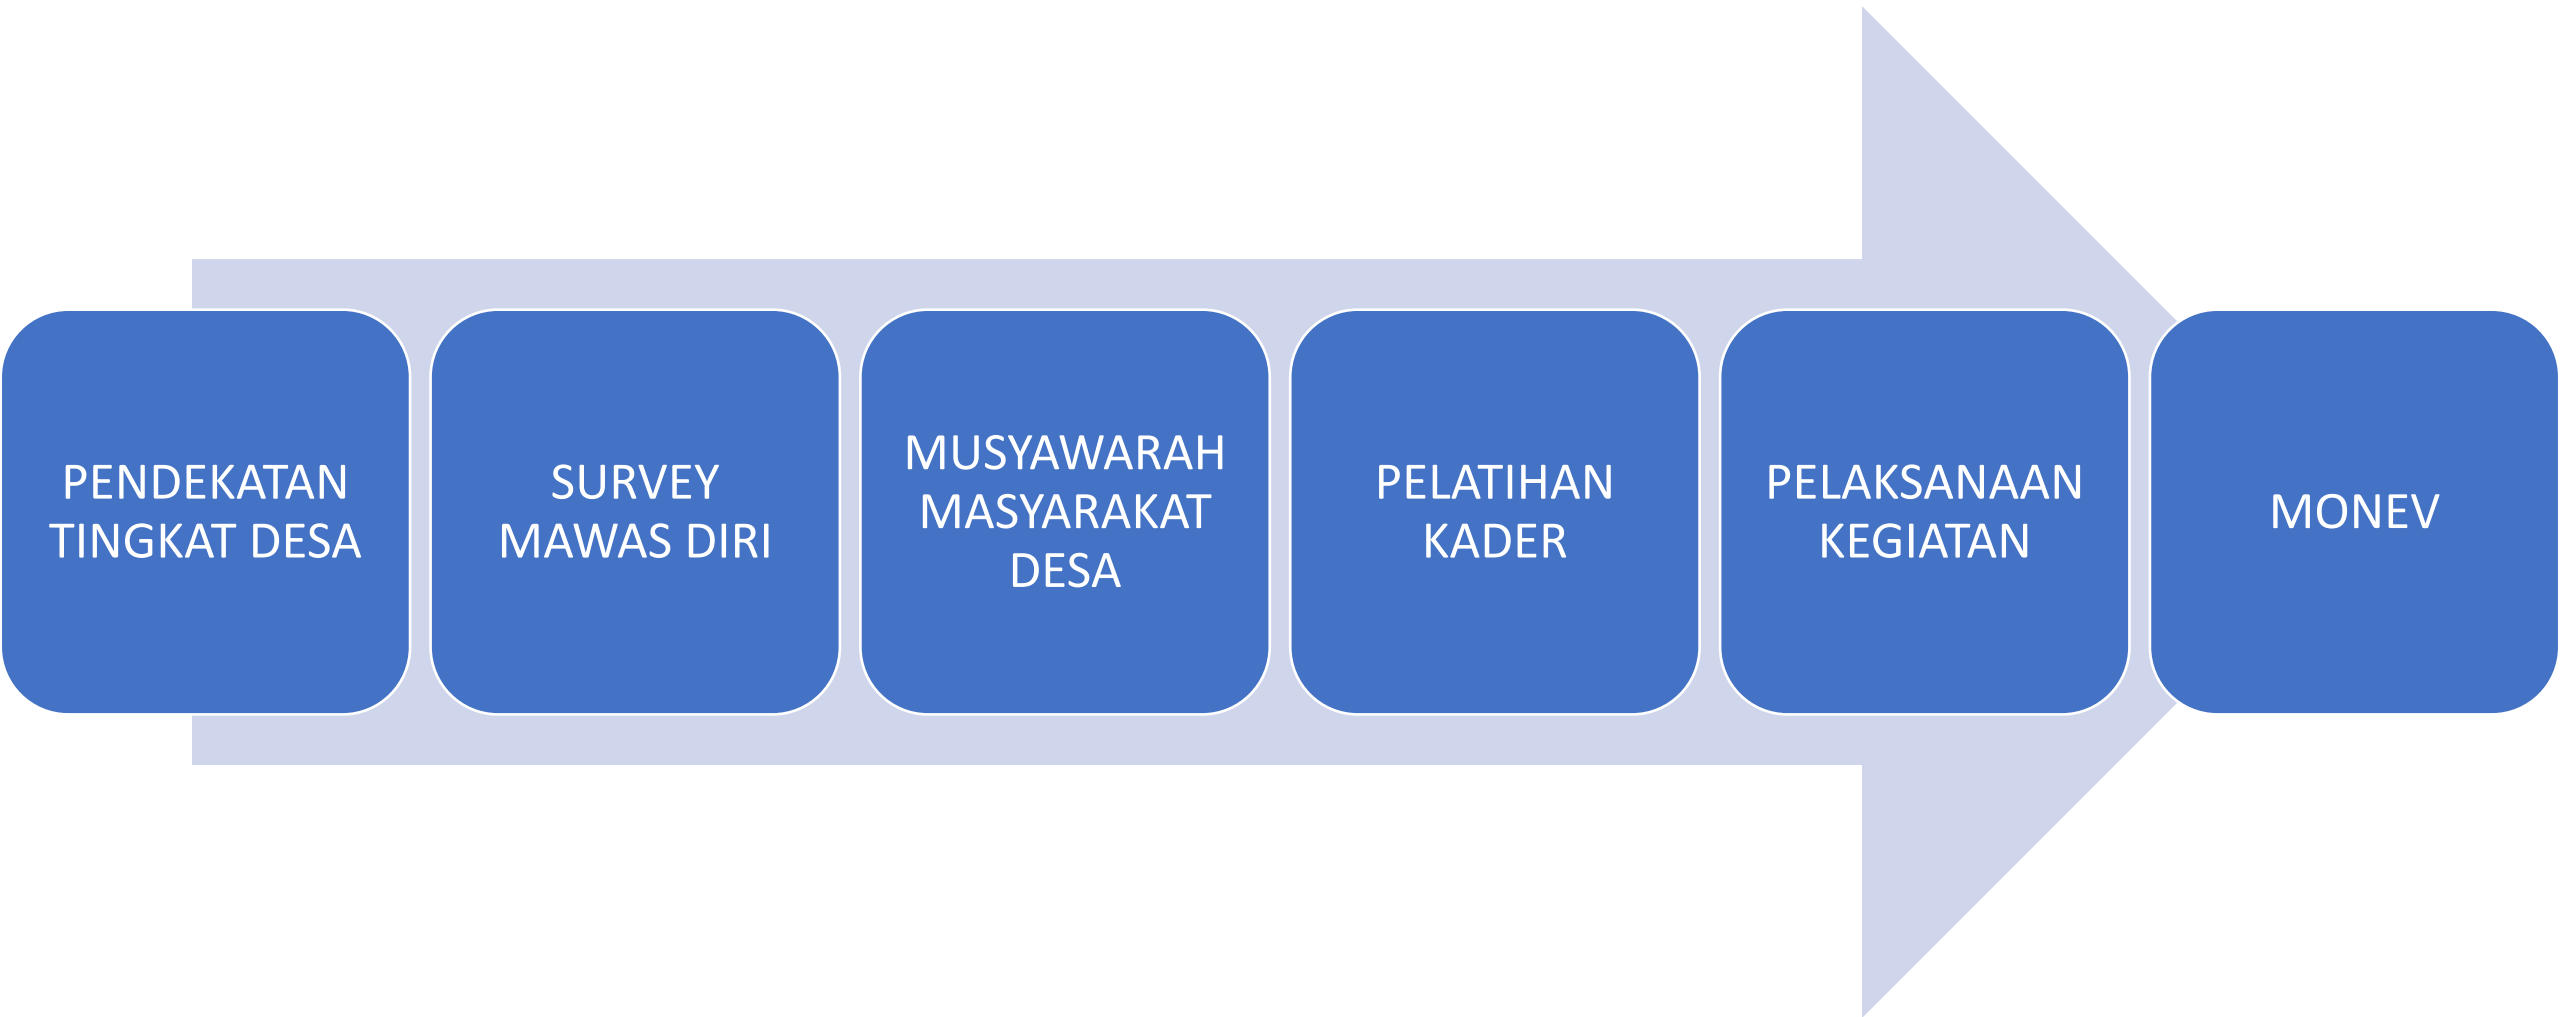 PENDEKATAN
TINGKAT DESA
SURVEY
MAWAS DIRI
MUSYAWARAH
MASYARAKAT
DESA
PELATIHAN
KADER
PELAKSANAAN
KEGIATAN
MONEV